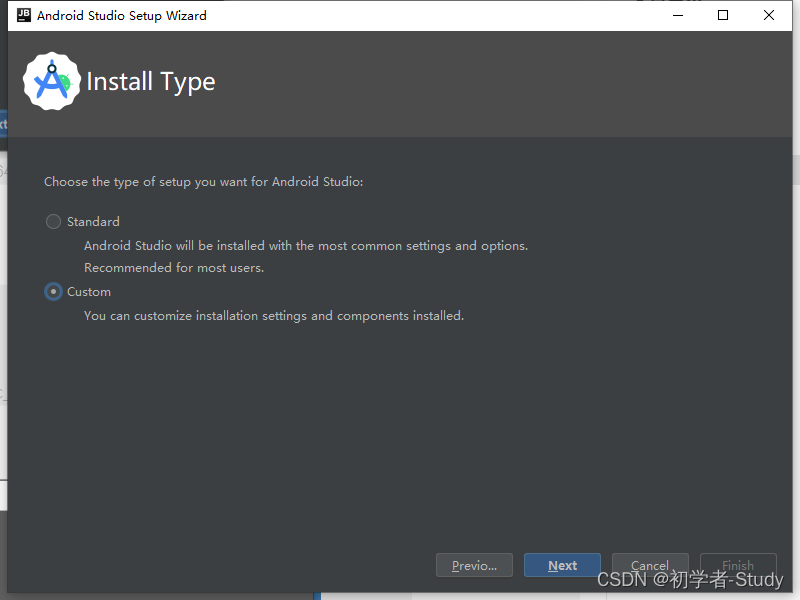 JB
Android Studio Setup Wizard
Install Type
Choose the type of setup you want for Android Studio:
Standard
Android Studio will be installed with the most common settings and options.
Recommended for most users.
Custom
You can customize installation settings and components installed.
Previo... Next Cancel Finish
CSDN @初学者-Study